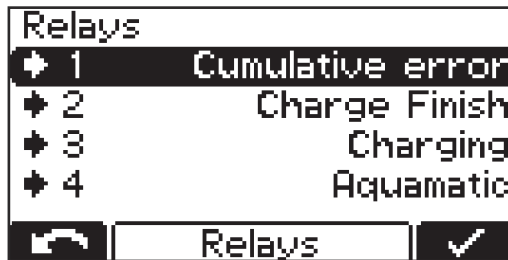 Relays
1 Cumulative error
2 Charge Finish
3 Charging
4 Aquamatic
Relays